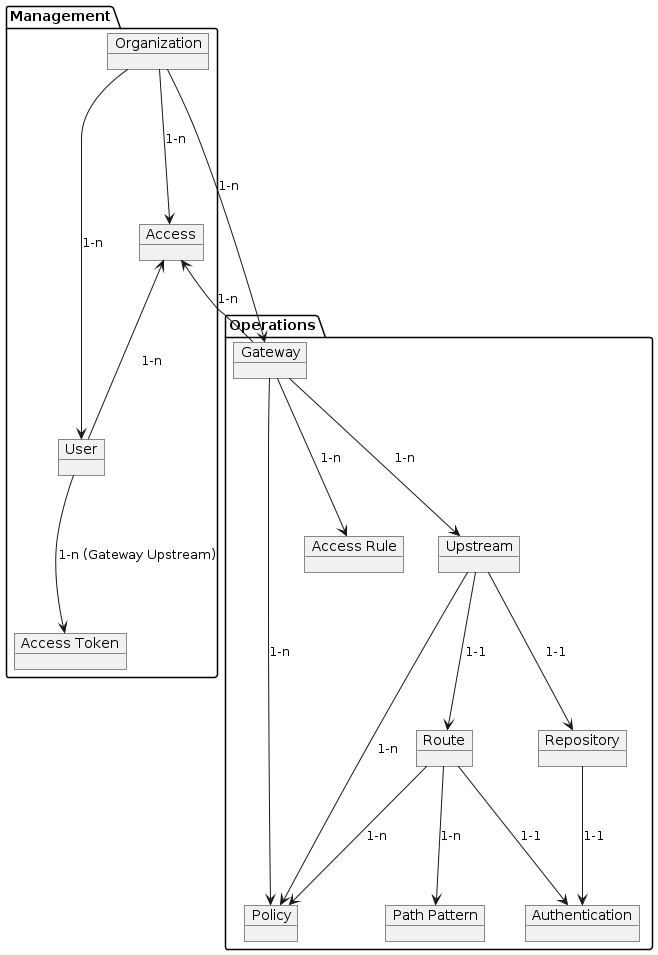 Management
Organization
1-n
1-n
Access
1-n
1-n
Operations
Gateway
1-n
User
1-n
1-n
Access Rule
Upstream
1-n (Gateway Upstream)
Access Token
1-n
1-1
1-1
Route
Repository
1-n
1-n
1-n
1-1
1-1
Policy
Path Pattern
Authentication